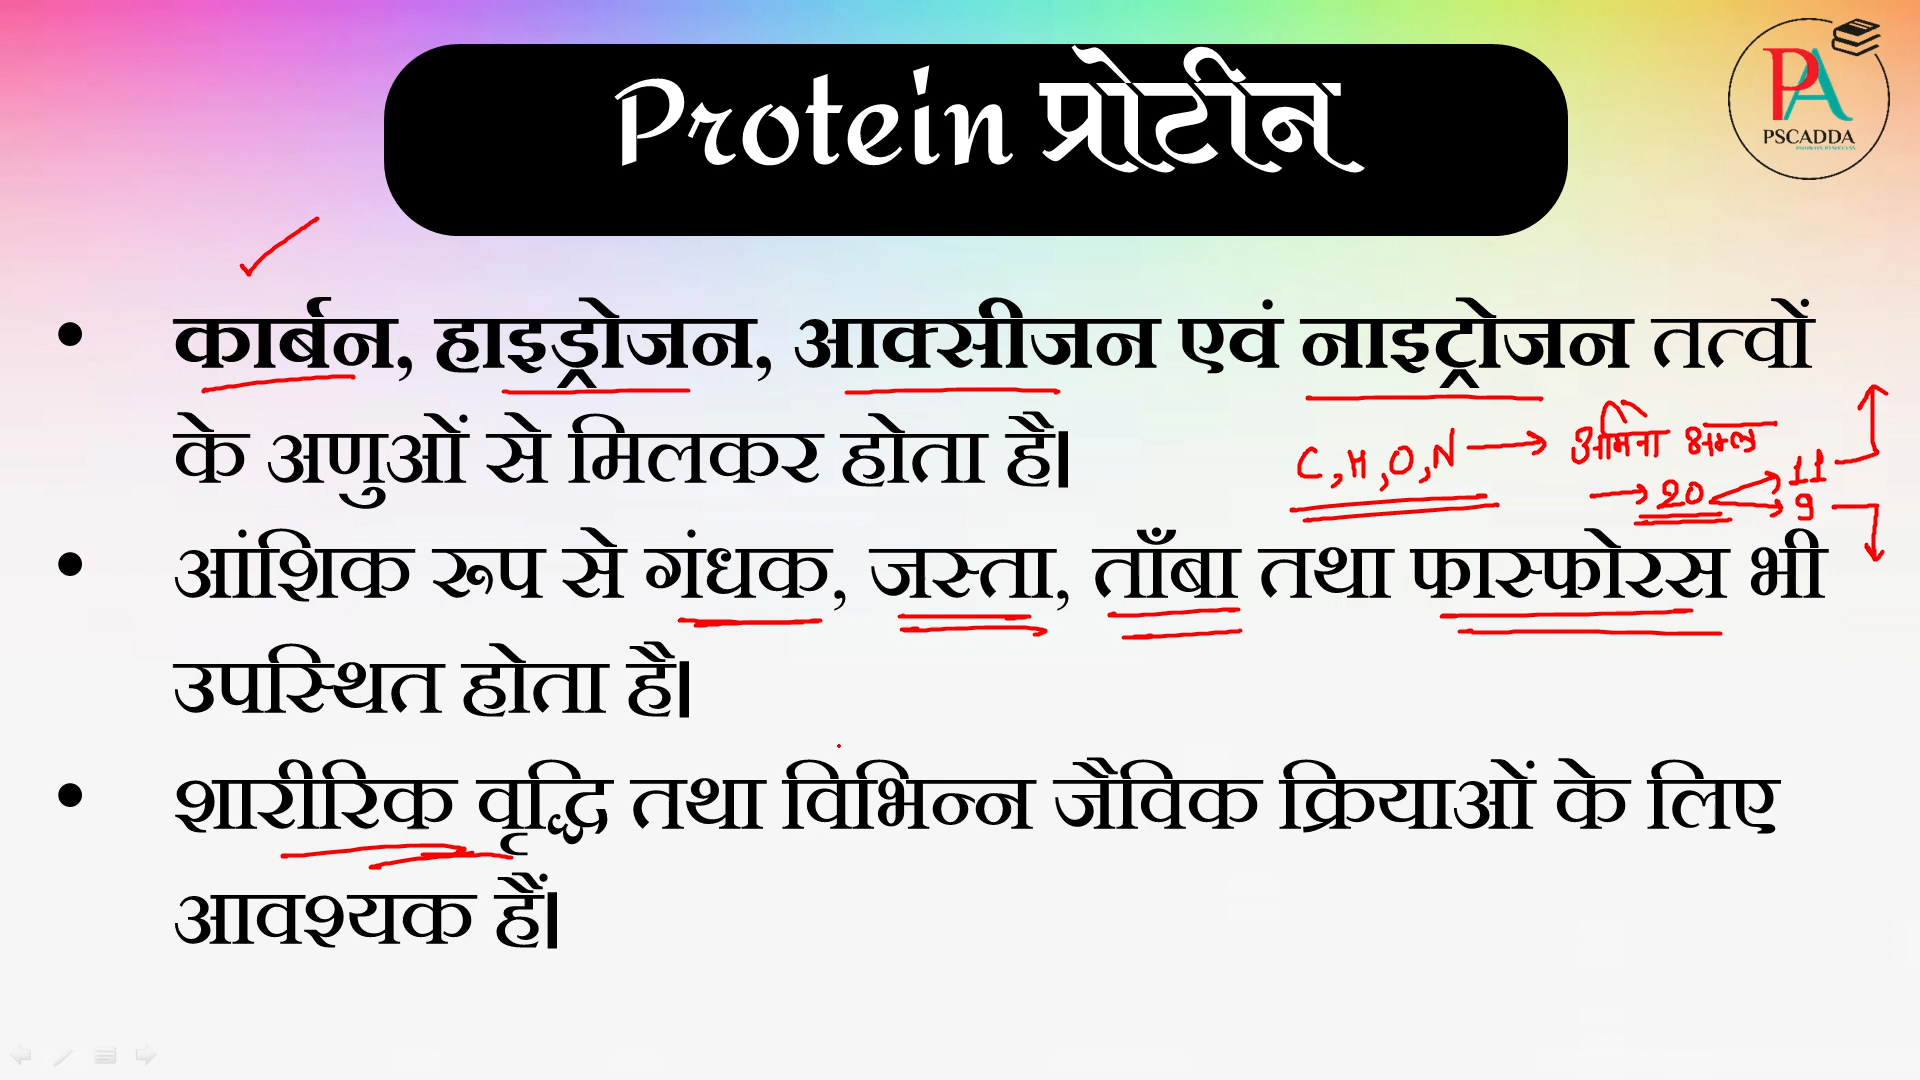 Protein प्रोटीन
PA
PSCADDA
• कार्बन, हाइड्रोजन, आक्सीजन एवं नाइट्रोजन तत्वों
के अणुओं से मिलकर होता है।
C, H, O, N → अमिनो अम्ल
→ 20
11
9
• आंशिक रूप से गंधक, जस्ता, ताँबा तथा फास्फोरस भी
उपस्थित होता है।
• शारीरिक वृद्धि तथा विभिन्न जैविक क्रियाओं के लिए
आवश्यक हैं।